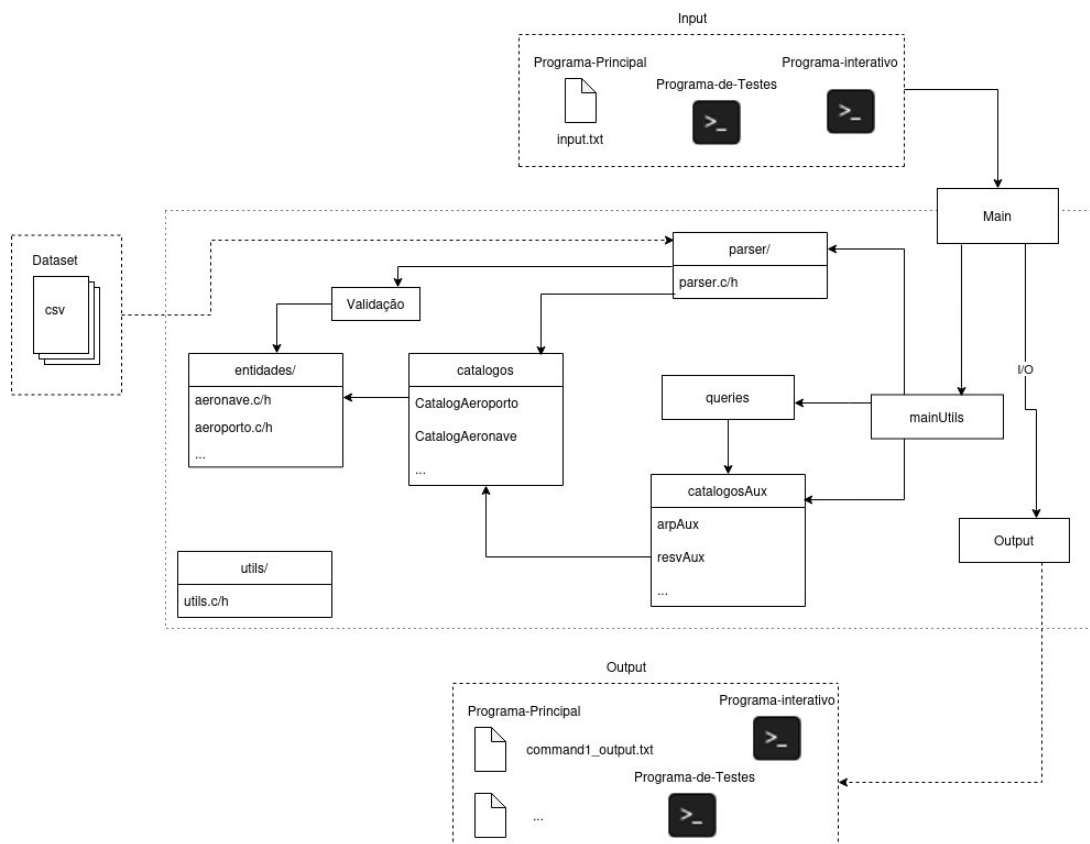 Input
Programa-Principal
Programa-de-Testes
Programa-interativo
input.txt
>_
>_
Main
Dataset
csv
parser/
parser.c/h
Validação
entidades/
aeronave.c/h
aeroporto.c/h
...
catalogos
CatalogAeroporto
CatalogAeronave
...
queries
mainUtils
I/O
catalogosAux
arpAux
resvAux
...
Output
utils/
utils.c/h
Output
Programa-Principal
Programa-interativo
command1_output.txt
>_
Programa-de-Testes
...
>_